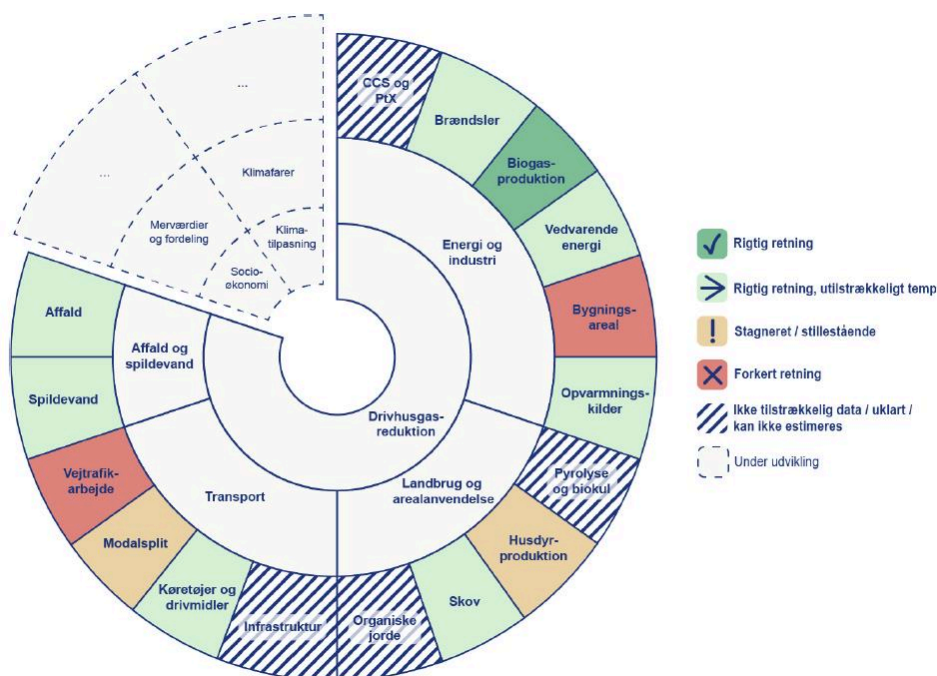 ...
...
Klimafarer
Merværdier
og fordeling
Klima-
tilpasning
Socio-
økonomi
CCS og
PtX
Brændsler
Biogas-
produktion
Vedvarende
energi
Bygnings-
areal
Opvarmnings-
kilder
Energi og
industri
Drivhusgas-
reduktion
Landbrug og
arealanvendelse
Pyrolyse
og biokul
Husdyr-
produktion
Skov
Organiske
jorde
Transport
Infrastruktur
Køretøjer og
drivmidler
Modalsplit
Vejtrafik-
arbejde
Affald og
spildevand
Spildevand
Affald
Rigtig retning
Rigtig retning, utilstrækkeligt temp
Stagneret / stillestående
Forkert retning
Ikke tilstrækkelig data / uklart /
kan ikke estimeres
Under udvikling